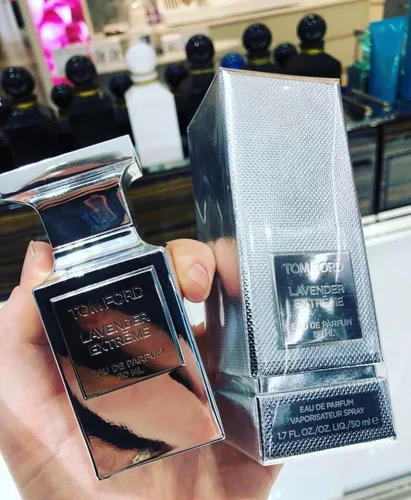 TOM FORD
LAVENDER
EXTRÊME
EAU DE PARFUM
50 ML
TOM FORD
LAVENDER
EXTRÊME
EAU DE PARFUM
50 ML
EAU DE PARFUM
VAPORISATEUR SPRAY
1.7 FL.OZ./OZ. LIQ./50 ml e